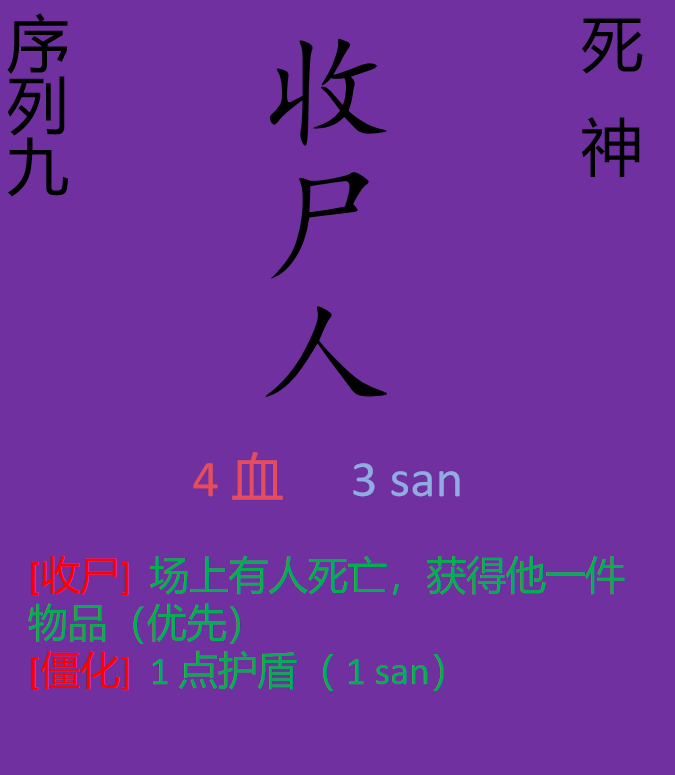 序列九
死神
收尸人
4 血 3 san
[收尸] 场上有人死亡，获得他一件
物品（优先）
[僵化] 1 点护盾（ 1 san）